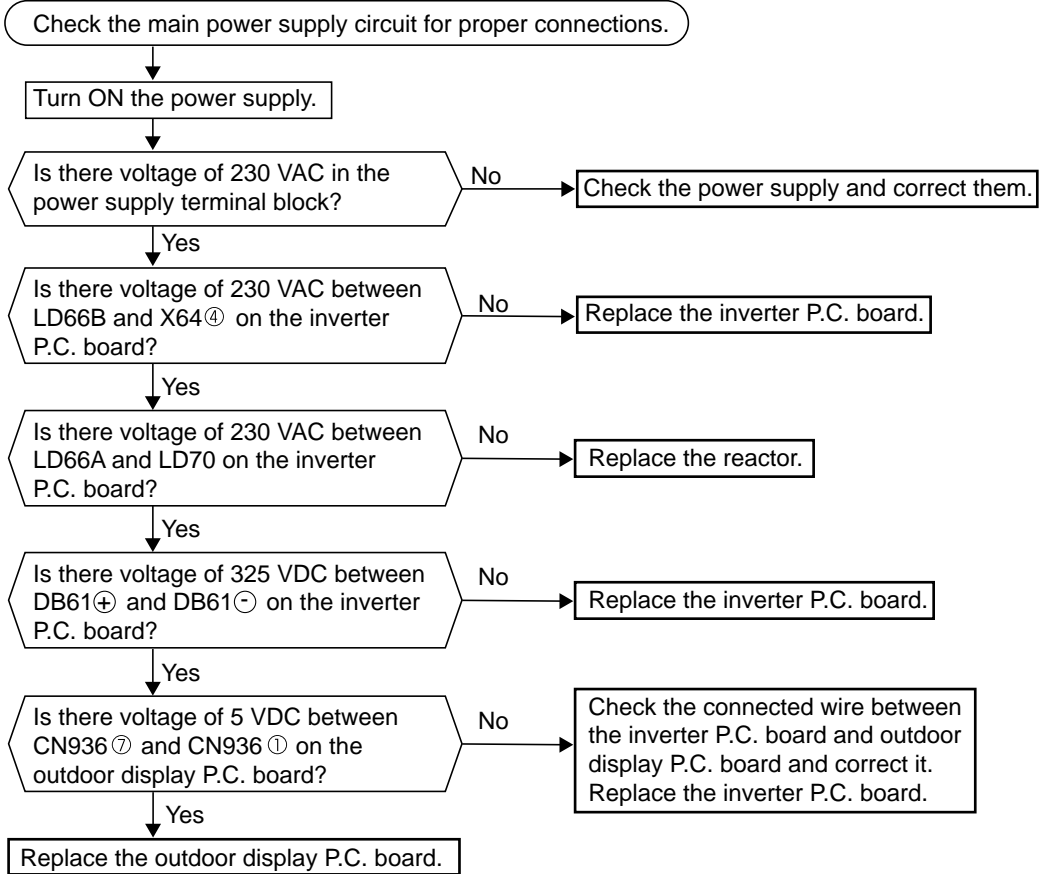 Check the main power supply circuit for proper connections.
Turn ON the power supply.
Is there voltage of 230 VAC in the
power supply terminal block?
No
Check the power supply and correct them.
Yes
Is there voltage of 230 VAC between
LD66B and X64④ on the inverter
P.C. board?
No
Replace the inverter P.C. board.
Yes
Is there voltage of 230 VAC between
LD66A and LD70 on the inverter
P.C. board?
No
Replace the reactor.
Yes
Is there voltage of 325 VDC between
DB61⊕ and DB61⊖ on the inverter
P.C. board?
No
Replace the inverter P.C. board.
Yes
Is there voltage of 5 VDC between
CN936⑦ and CN936① on the
outdoor display P.C. board?
No
Check the connected wire between
the inverter P.C. board and outdoor
display P.C. board and correct it.
Replace the inverter P.C. board.
Yes
Replace the outdoor display P.C. board.